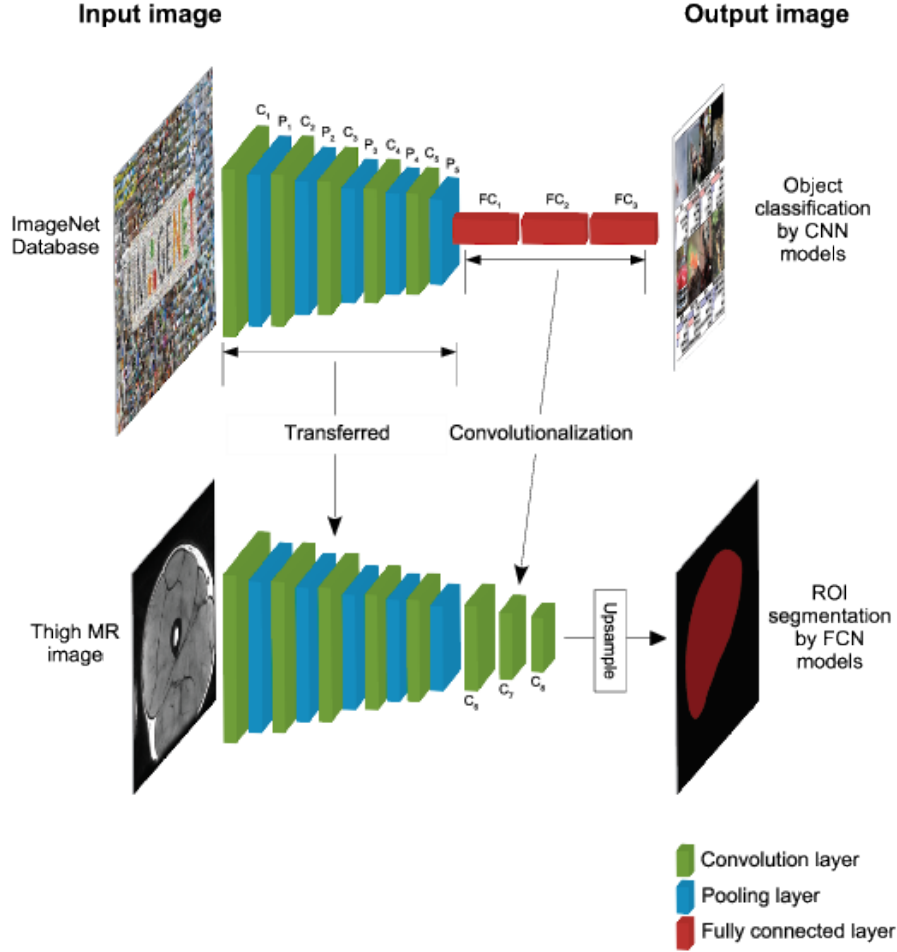 Input image
Output image
C₁ P₁ C₂ P₂ C₃ P₃ C₄ P₄ C₅ P₅
FC₁ FC₂ FC₃
ImageNet
Database
Object
classification
by CNN
models
Transferred
Convolutionalization
Thigh MR
image
C₆ C₇ C₈
Upsample
ROI
segmentation
by FCN
models
Convolution layer
Pooling layer
Fully connected layer